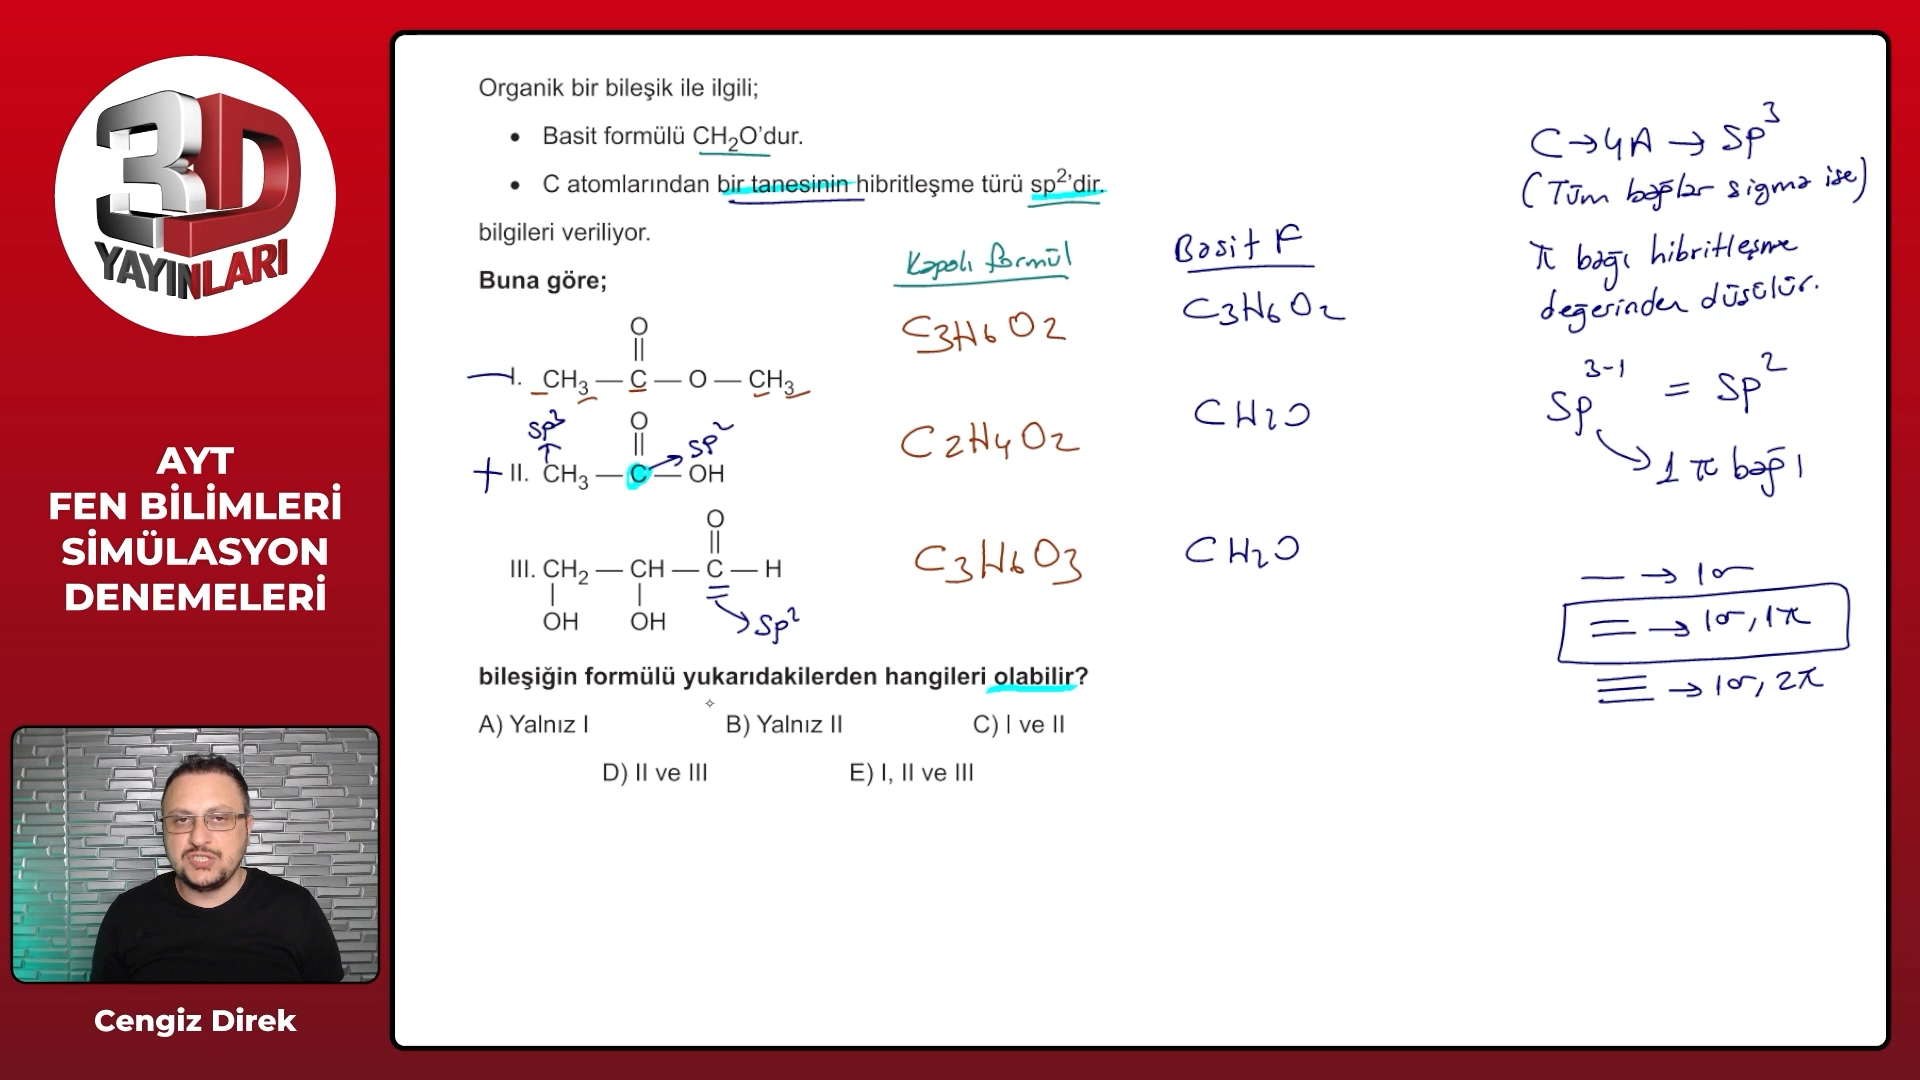 3D
YAYINLARI
AYT
FEN BİLİMLERİ
SİMÜLASYON
DENEMELERİ
Cengiz Direk
Organik bir bileşik ile ilgili;
• Basit formülü CH₂O'dur.
• C atomlarından bir tanesinin hibritleşme türü sp²'dir.
bilgileri veriliyor.
Buna göre;
O
||
I. CH₃ — C — O — CH₃
sp³
O
||
sp²
+ II. CH₃ — C — OH
O
||
III. CH₂ — CH — C — H
| |
OH OH
sp²
Kapalı formül
C₃H₆O₂
C₂H₄O₂
C₃H₆O₃
Basit F
C₃H₆O₂
CH₂O
CH₂O
bileşiğin formülü yukarıdakilerden hangileri olabilir?
A) Yalnız I B) Yalnız II C) I ve II
D) II ve III E) I, II ve III
C → 4A → sp³
(Tüm bağlar sigma ise)
π bağı hibritleşme
değerinden düşülür.
sp³⁻¹ = sp²
↘ 1 π bağı
— → 1σ
= → 1σ, 1π
≡ → 1σ, 2π